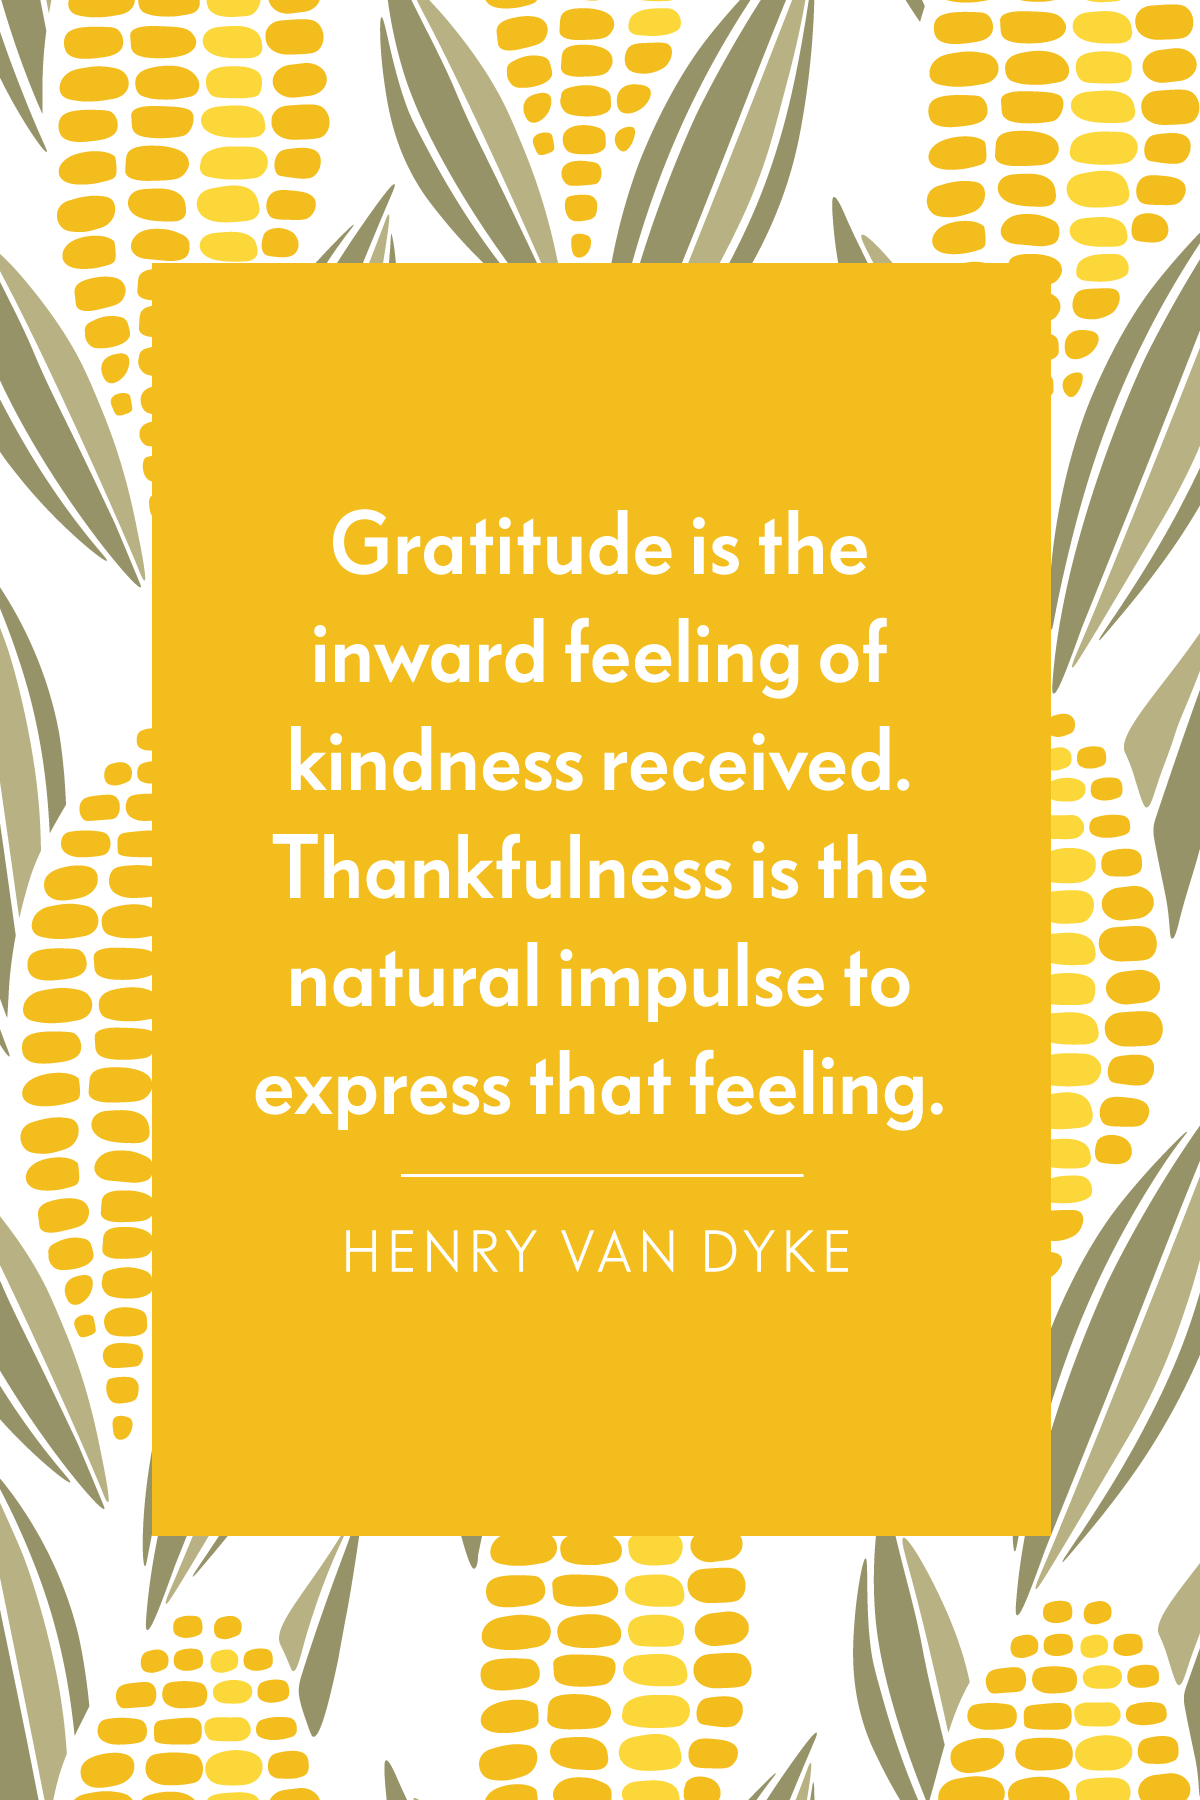 Gratitude is the
inward feeling of
kindness received.
Thankfulness is the
natural impulse to
express that feeling.
HENRY VAN DYKE